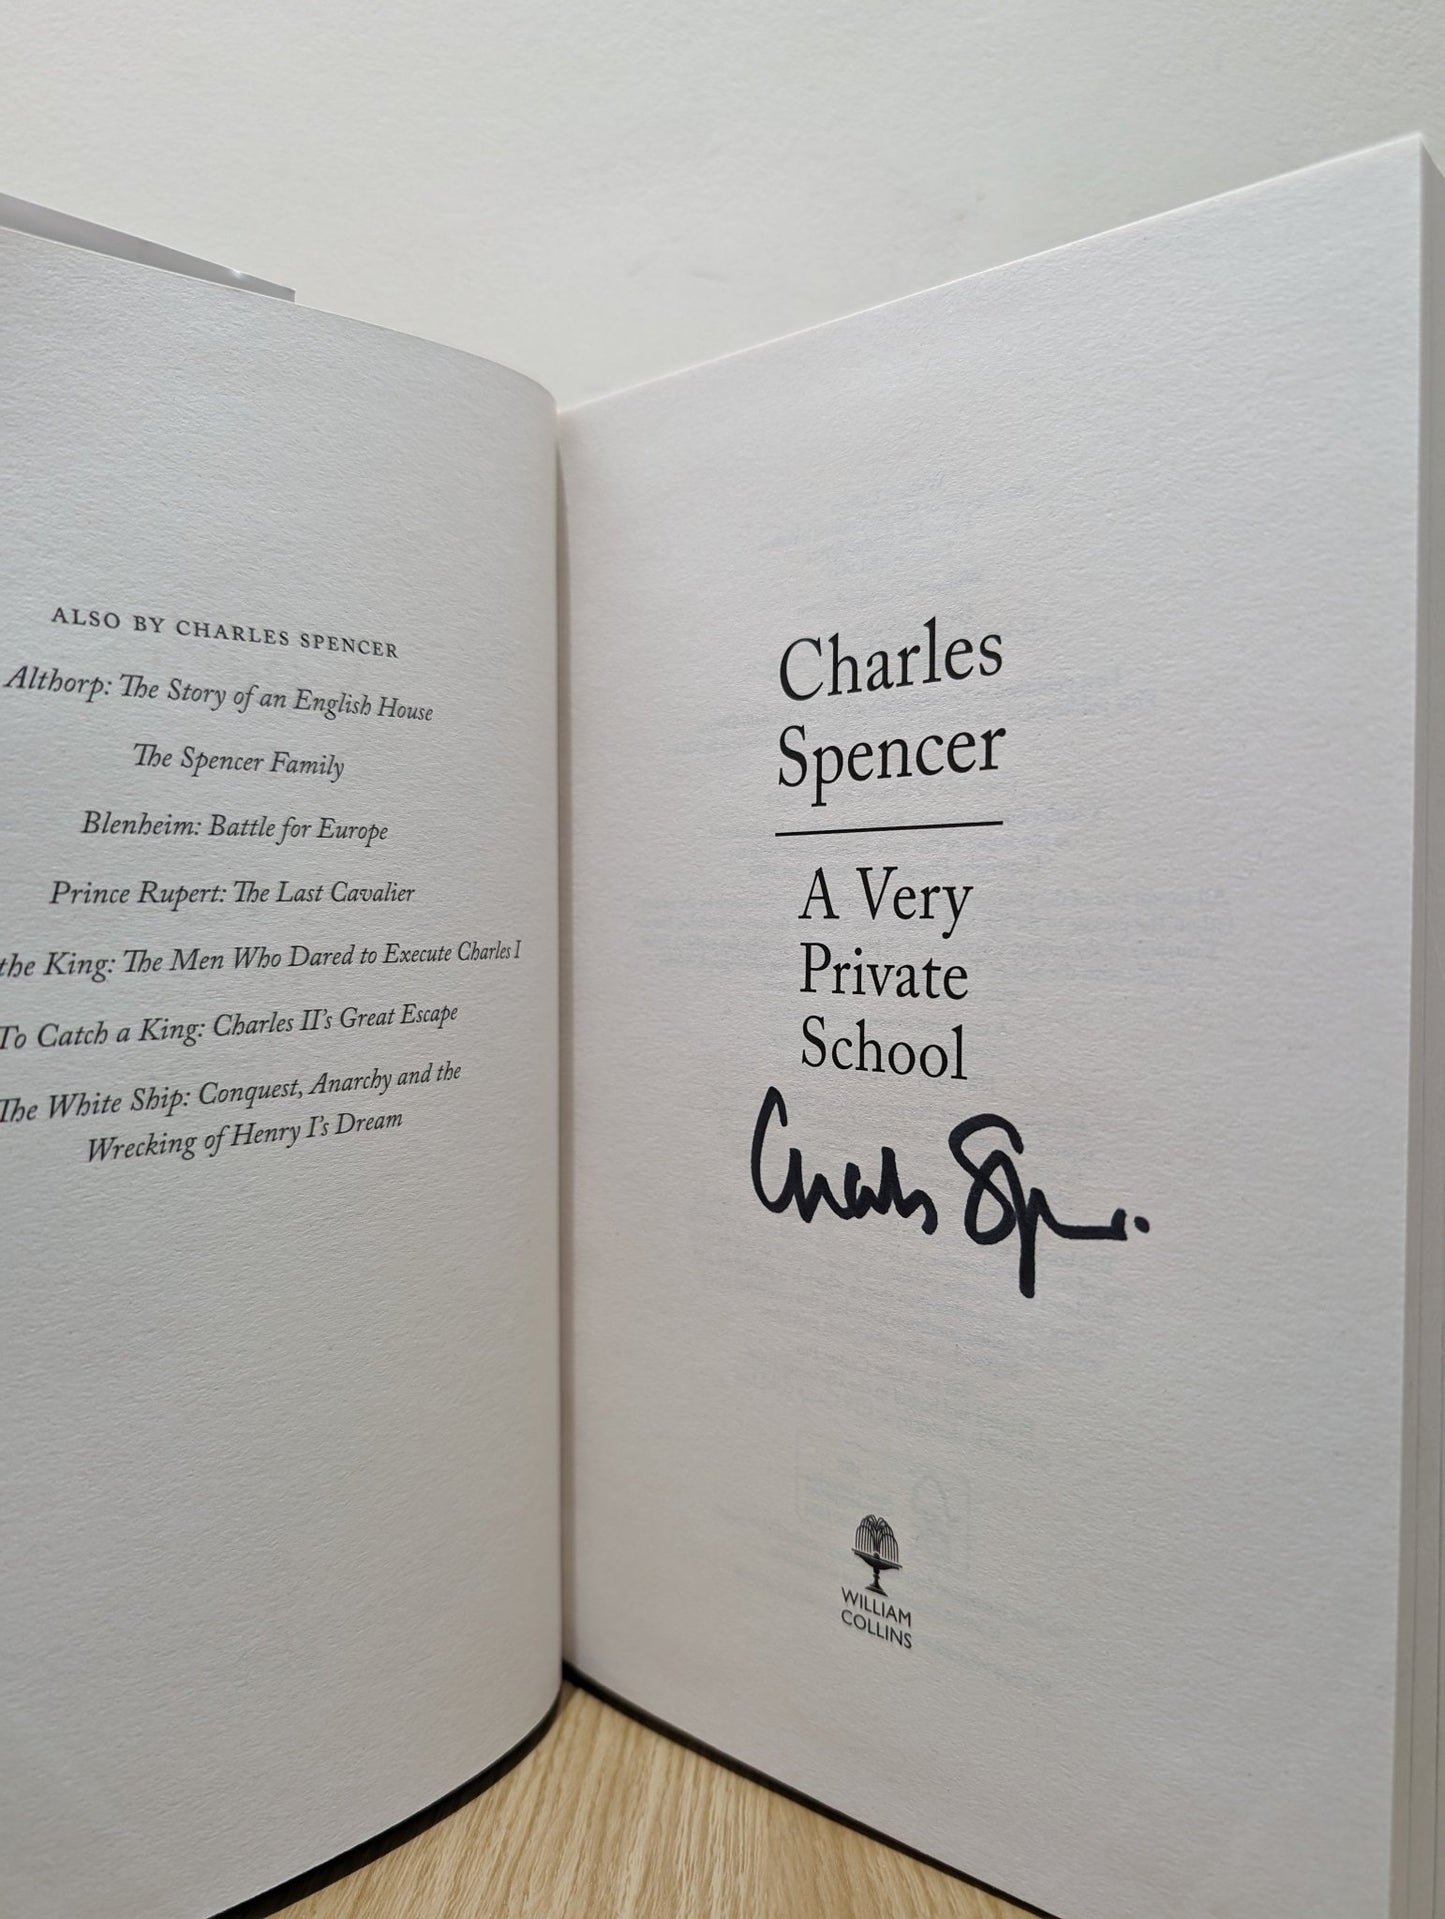 ALSO BY CHARLES SPENCER
Althorp: The Story of an English House
The Spencer Family
Blenheim: Battle for Europe
Prince Rupert: The Last Cavalier
the King: The Men Who Dared to Execute Charles I
To Catch a King: Charles II's Great Escape
The White Ship: Conquest, Anarchy and the
Wrecking of Henry I's Dream
Charles
Spencer
A Very
Private
School
Charles Spencer
WILLIAM
COLLINS